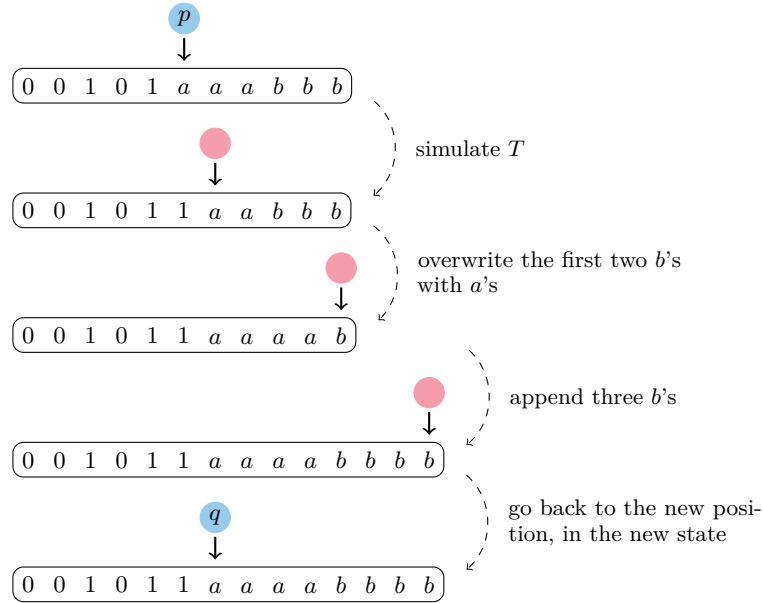 p
0 0 1 0 1 a a a b b b
simulate T
0 0 1 0 1 1 a a b b b
overwrite the first two b's
with a's
0 0 1 0 1 1 a a a a b
append three b's
0 0 1 0 1 1 a a a a b b b b
go back to the new posi-
tion, in the new state
q
0 0 1 0 1 1 a a a a b b b b